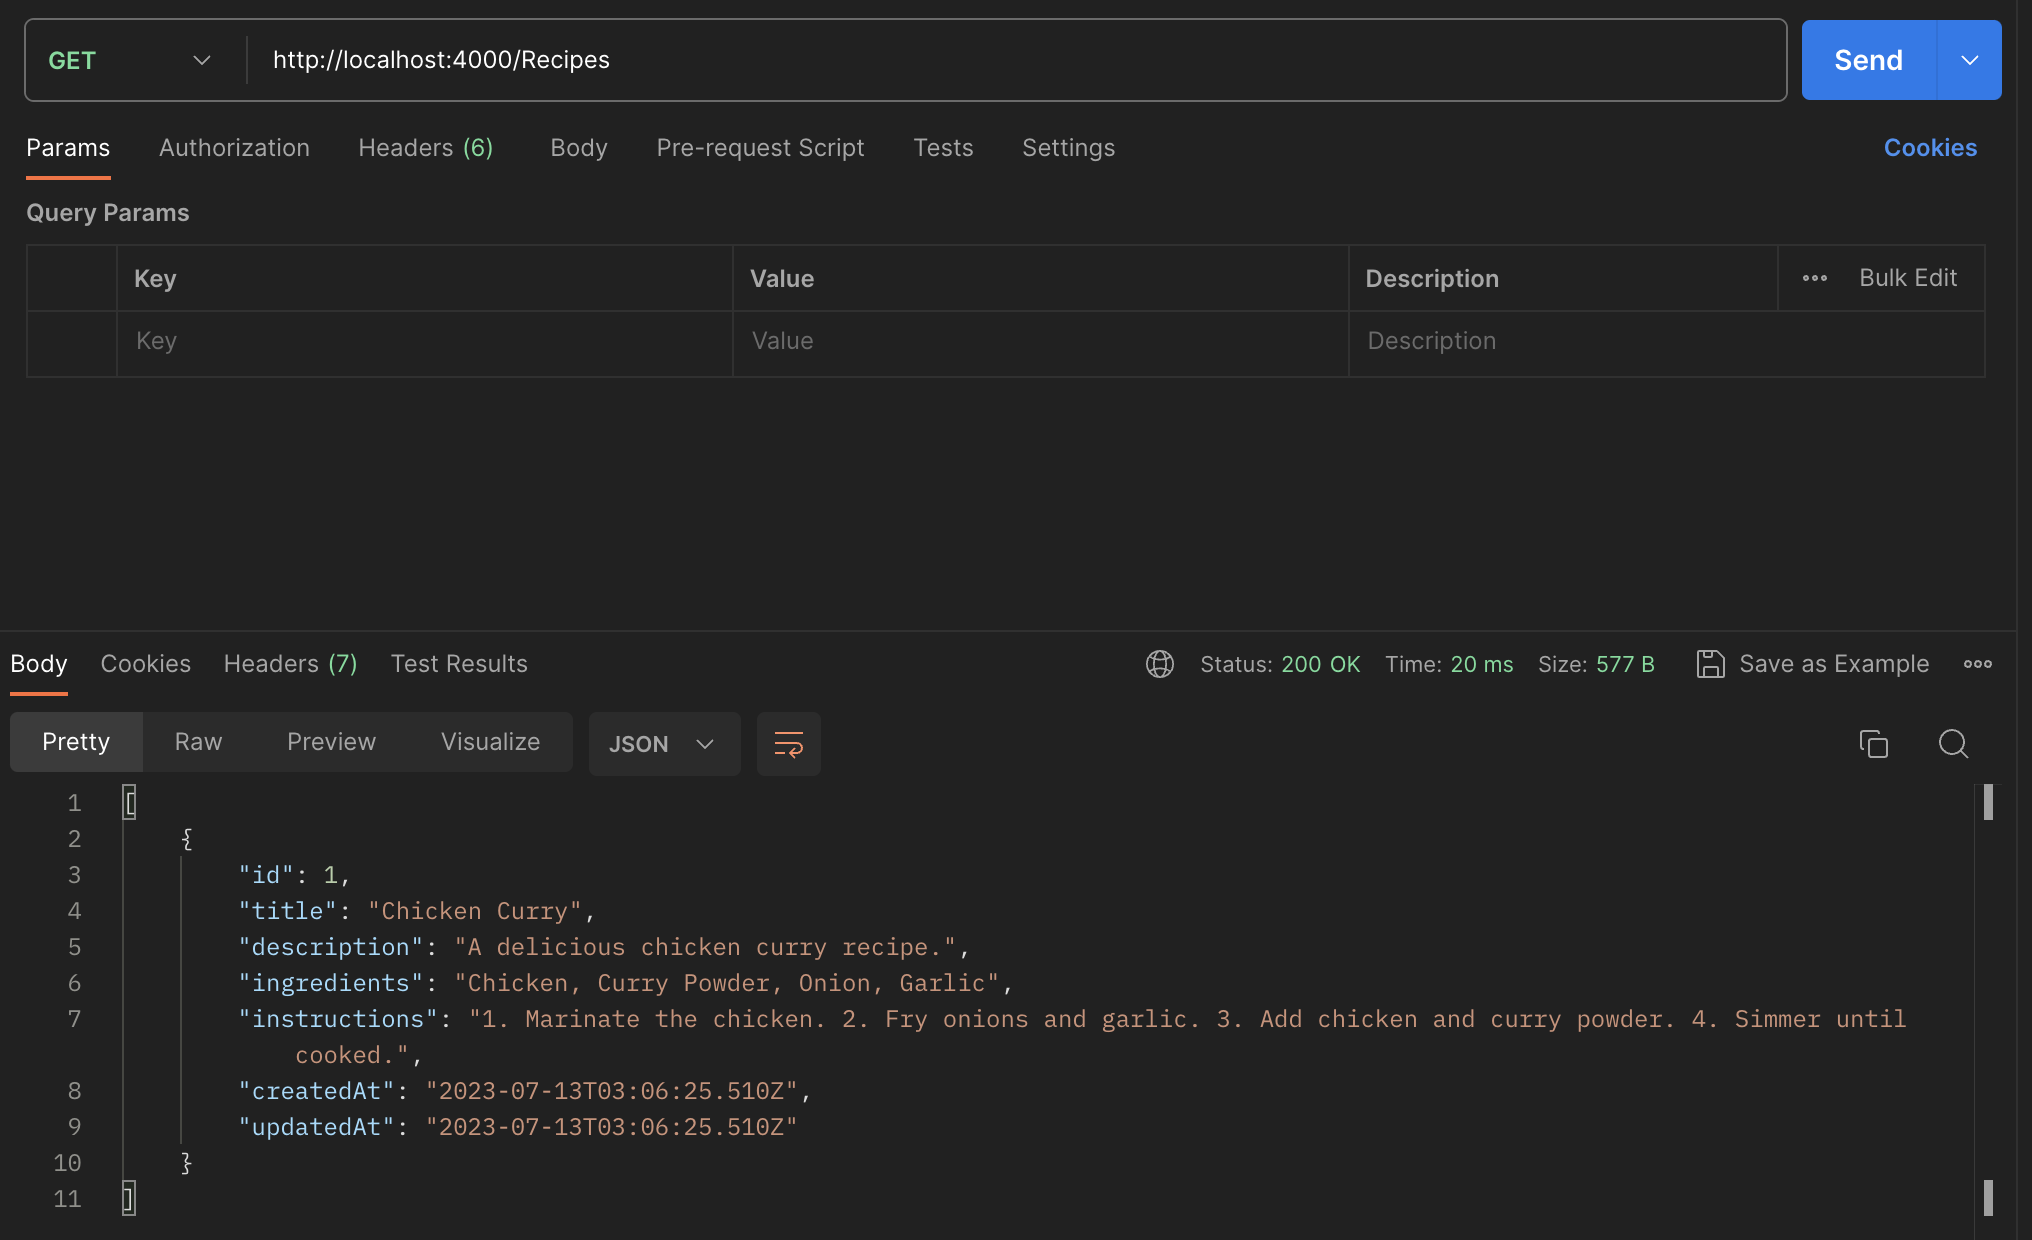 GET http://localhost:4000/Recipes Send
Params Authorization Headers (6) Body Pre-request Script Tests Settings Cookies
Query Params
Key Value Description Bulk Edit
Key Value Description
Body Cookies Headers (7) Test Results Status: 200 OK Time: 20 ms Size: 577 B Save as Example
Pretty Raw Preview Visualize JSON
1 [
2 {
3 "id": 1,
4 "title": "Chicken Curry",
5 "description": "A delicious chicken curry recipe.",
6 "ingredients": "Chicken, Curry Powder, Onion, Garlic",
7 "instructions": "1. Marinate the chicken. 2. Fry onions and garlic. 3. Add chicken and curry powder. 4. Simmer until
cooked.",
8 "createdAt": "2023-07-13T03:06:25.510Z",
9 "updatedAt": "2023-07-13T03:06:25.510Z"
10 }
11 ]